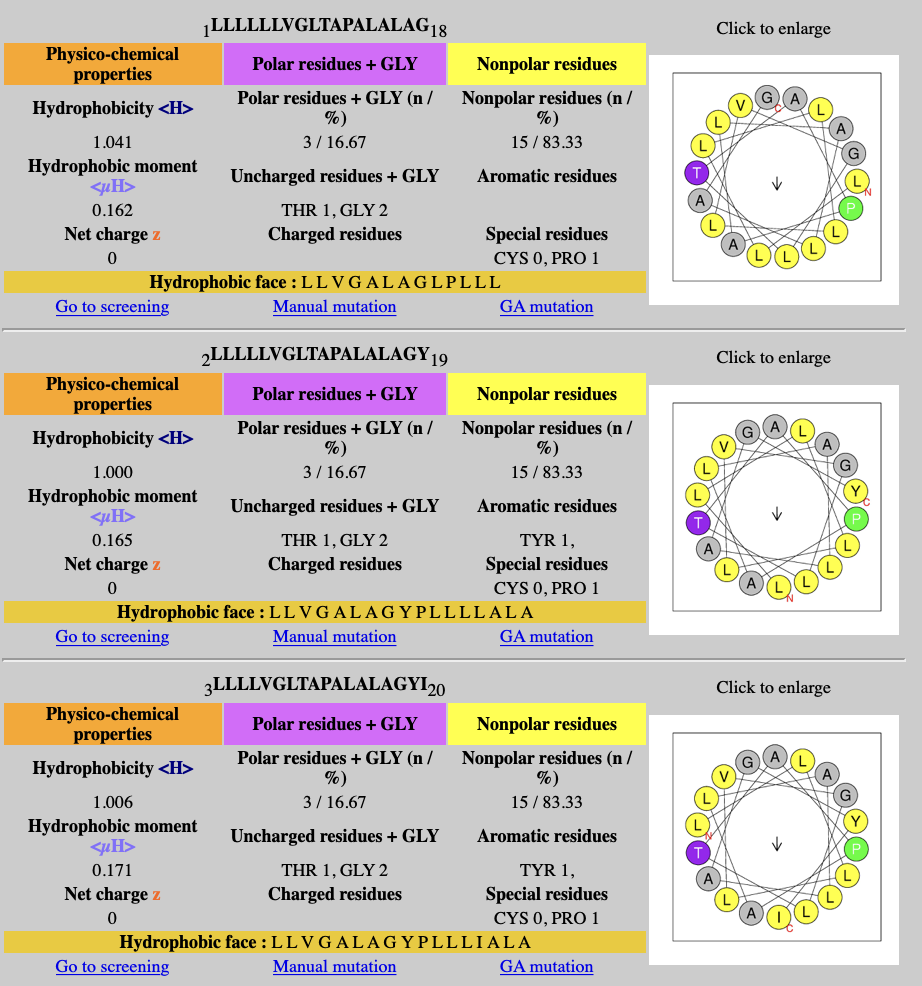 1LLLLLLVGLTAPALALAG18
Click to enlarge
Physico-chemical
properties
Polar residues + GLY
Nonpolar residues
Hydrophobicity <H>
Polar residues + GLY (n /
%)
Nonpolar residues (n /
%)
1.041
3 / 16.67
15 / 83.33
Hydrophobic moment
<μH>
Uncharged residues + GLY
Aromatic residues
0.162
THR 1, GLY 2
Net charge z
Charged residues
Special residues
0
CYS 0, PRO 1
Hydrophobic face : L L V G A L A G L P L L L
Go to screening
Manual mutation
GA mutation
V G A L
C
L A
L G
T L
N
A P
L L
A L L L
2LLLLLVGLTAPALALAGY19
Click to enlarge
Physico-chemical
properties
Polar residues + GLY
Nonpolar residues
Hydrophobicity <H>
Polar residues + GLY (n /
%)
Nonpolar residues (n /
%)
1.000
3 / 16.67
15 / 83.33
Hydrophobic moment
<μH>
Uncharged residues + GLY
Aromatic residues
0.165
THR 1, GLY 2
TYR 1,
Net charge z
Charged residues
Special residues
0
CYS 0, PRO 1
Hydrophobic face : L L V G A L A G Y P L L L L A L A
Go to screening
Manual mutation
GA mutation
G A L
V A
L G
L Y
C
T P
A L
L L
A L L
N
3LLLLVGLTAPALALAGYI20
Click to enlarge
Physico-chemical
properties
Polar residues + GLY
Nonpolar residues
Hydrophobicity <H>
Polar residues + GLY (n /
%)
Nonpolar residues (n /
%)
1.006
3 / 16.67
15 / 83.33
Hydrophobic moment
<μH>
Uncharged residues + GLY
Aromatic residues
0.171
THR 1, GLY 2
TYR 1,
Net charge z
Charged residues
Special residues
0
CYS 0, PRO 1
Hydrophobic face : L L V G A L A G Y P L L L I A L A
Go to screening
Manual mutation
GA mutation
G A L
V A
L G
L Y
N
T P
A L
L L
A I L
C